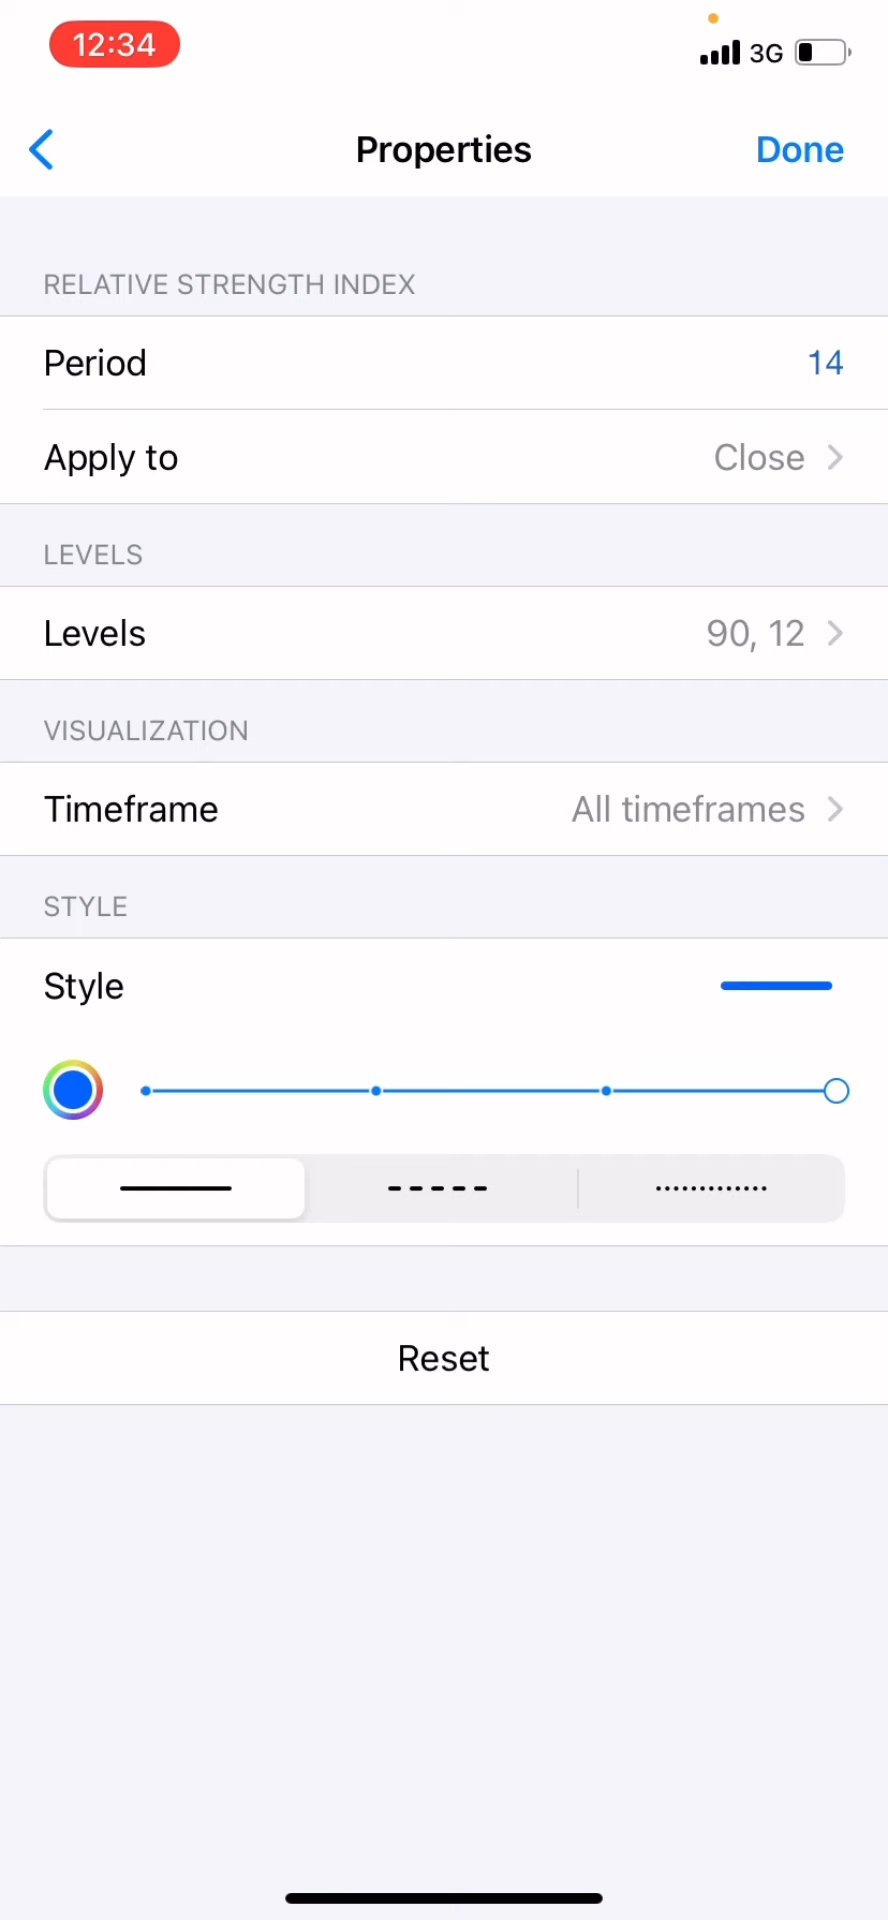 12:34
3G
Properties
Done
RELATIVE STRENGTH INDEX
Period 14
Apply to Close
LEVELS
Levels 90, 12
VISUALIZATION
Timeframe All timeframes
STYLE
Style
Reset